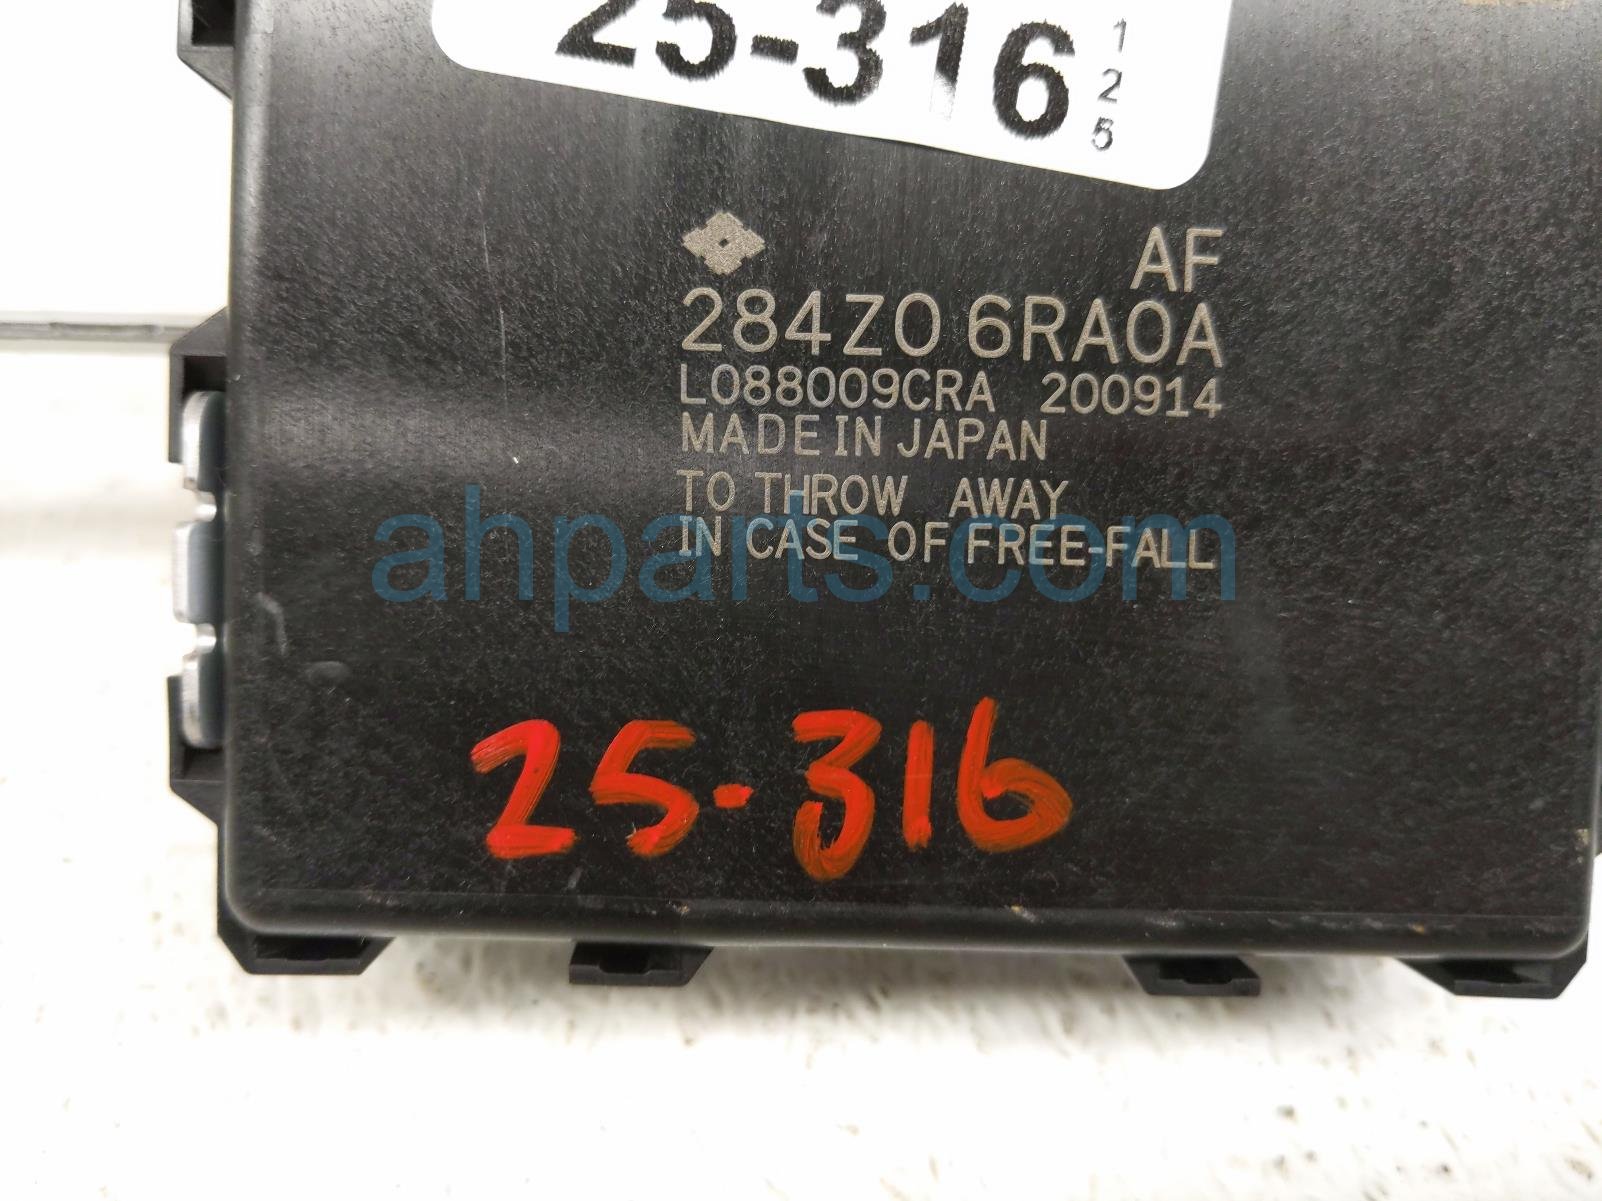 25-316
1
2
6
AF
284Z0 6RA0A
L088009CRA 200914
MADE IN JAPAN
TO THROW AWAY
IN CASE OF FREE-FALL
ahparts.com
25-316